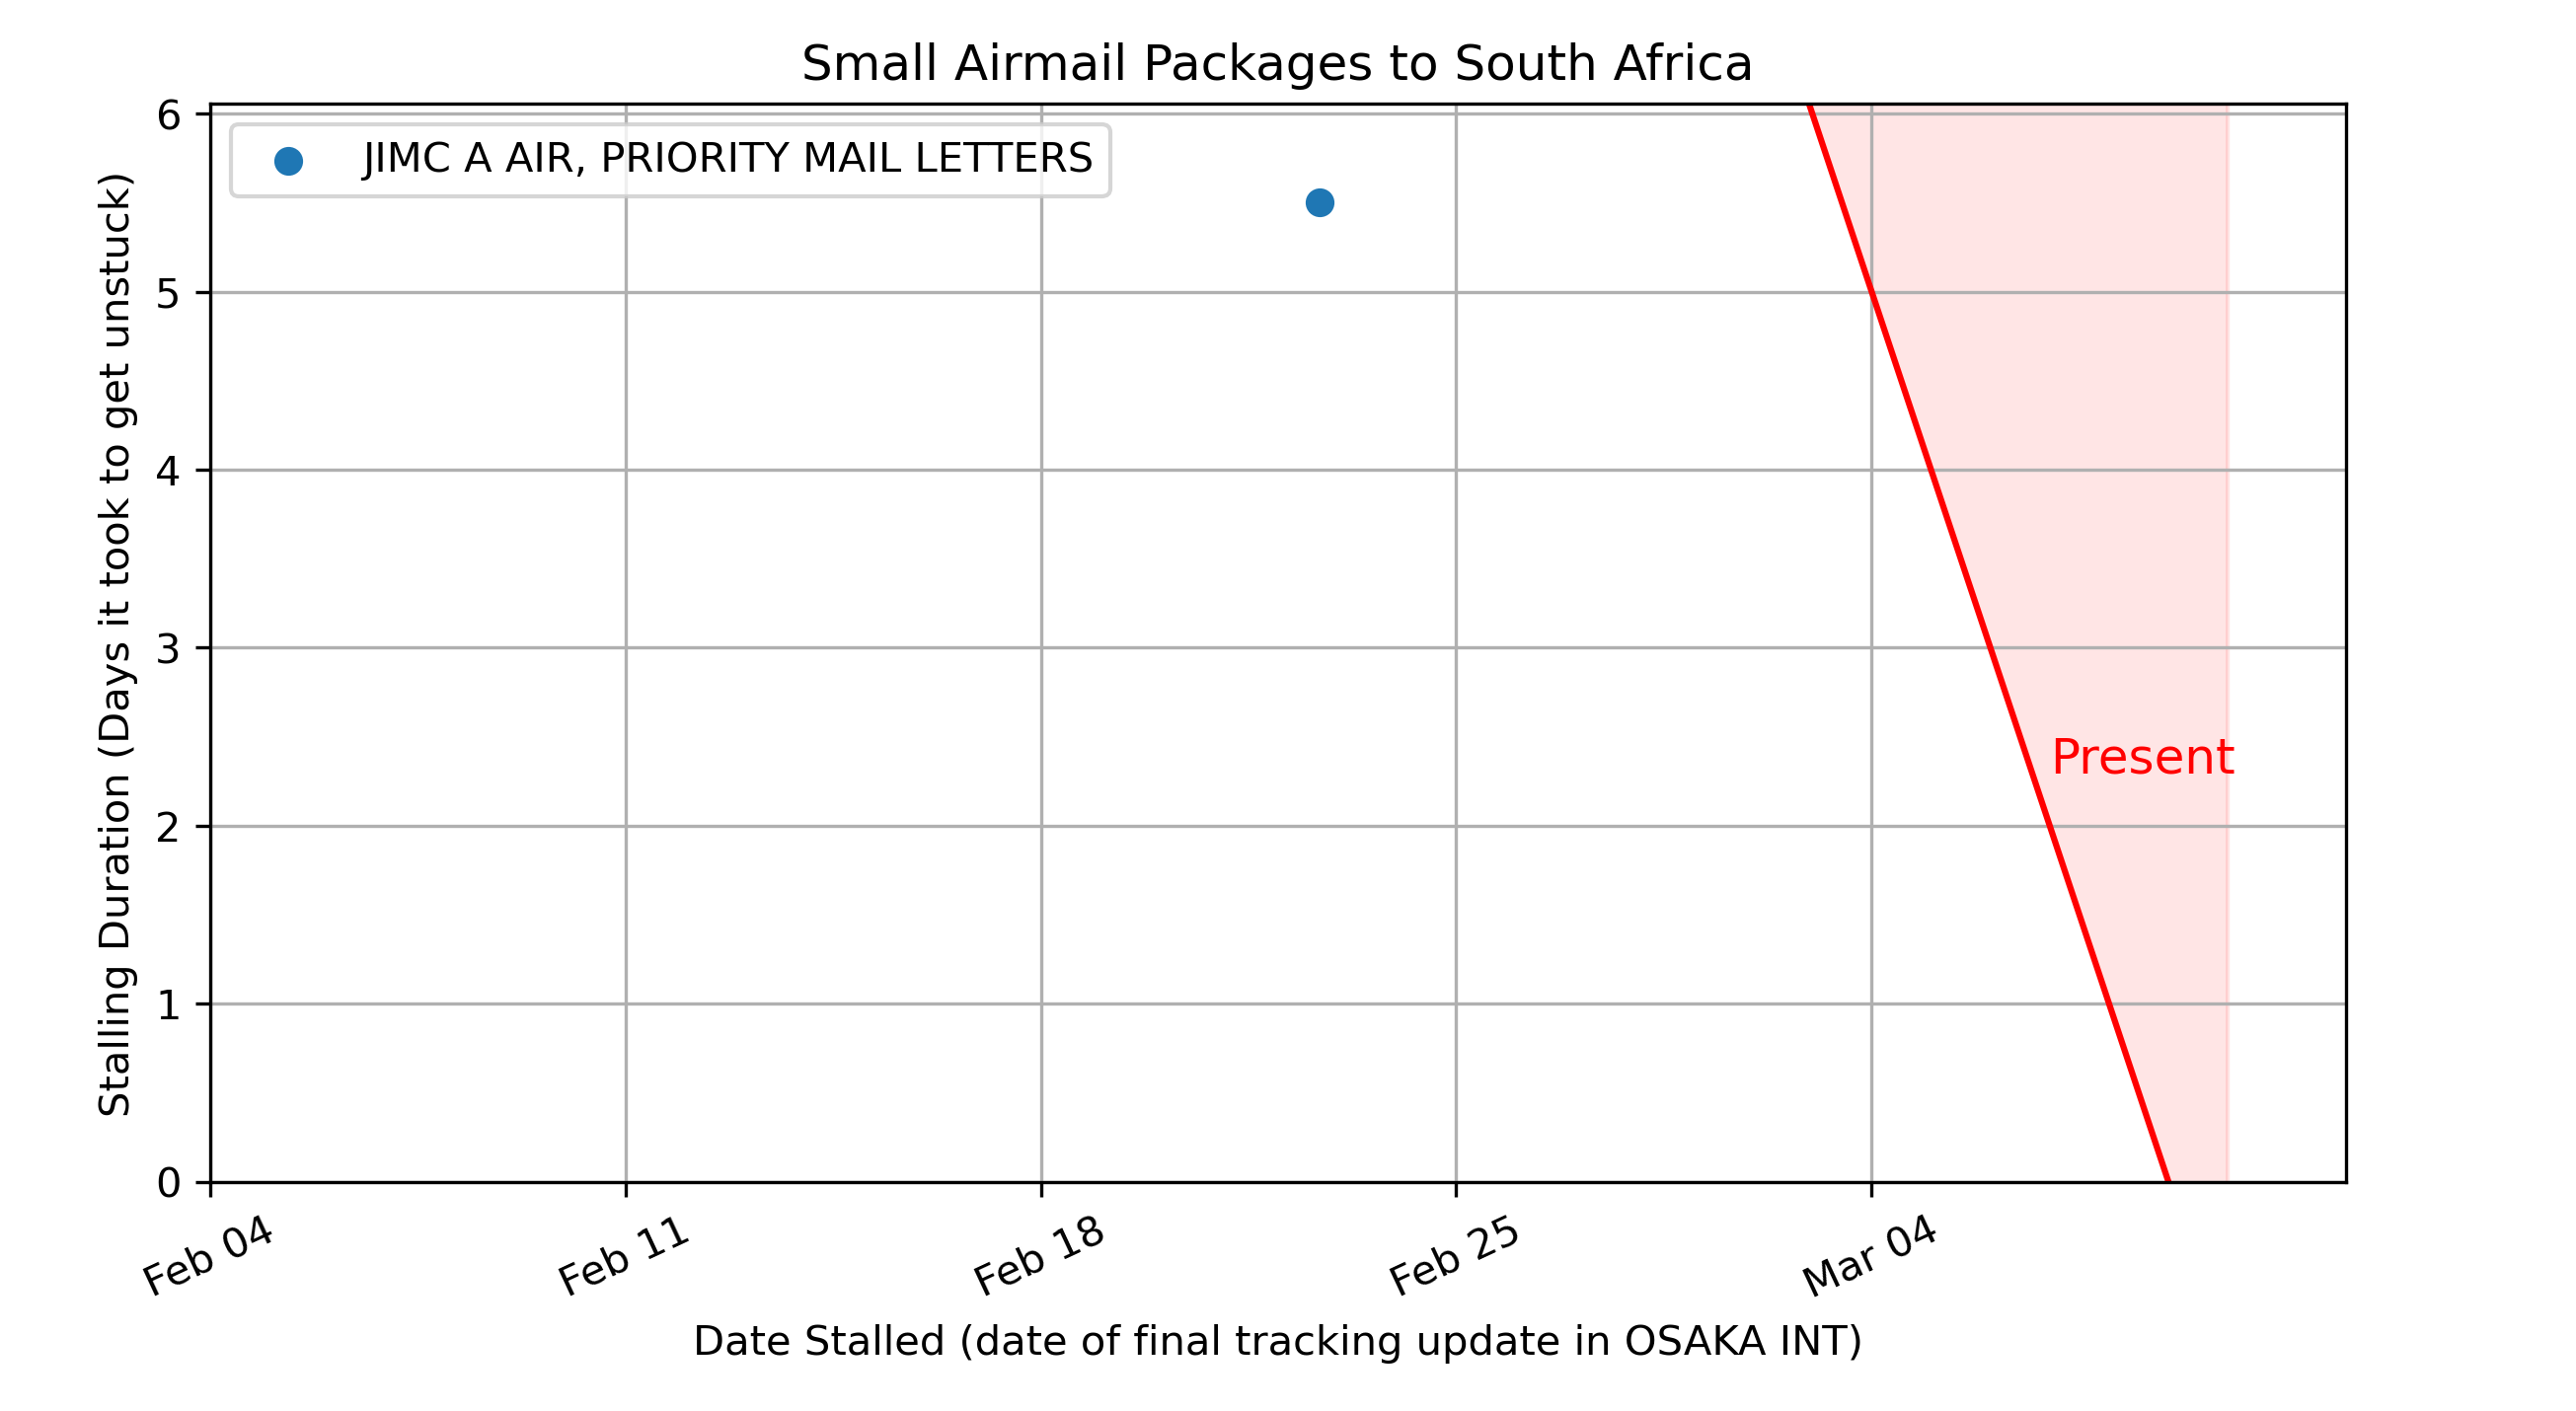 Small Airmail Packages to South Africa
JIMC A AIR, PRIORITY MAIL LETTERS
Stalling Duration (Days it took to get unstuck)
6
5
4
3
2
1
0
Present
Feb 04
Feb 11
Feb 18
Feb 25
Mar 04
Date Stalled (date of final tracking update in OSAKA INT)